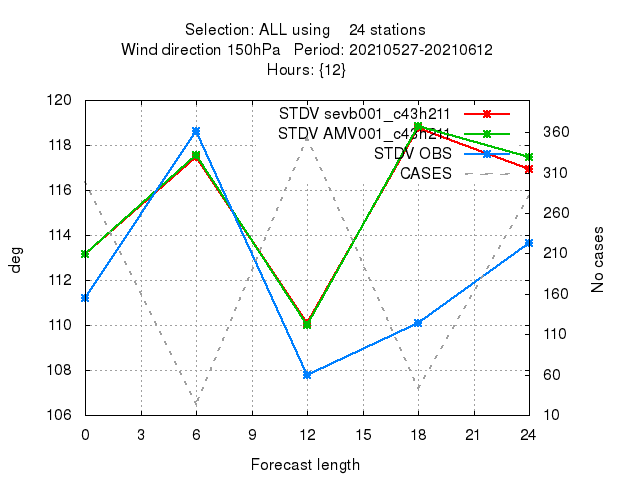 Selection: ALL using 24 stations
Wind direction 150hPa Period: 20210527-20210612
Hours: {12}
STDV sevb001_c43h211
STDV AMV001_c43h211
STDV OBS
CASES
120
118
116
114
112
110
108
106
deg
360
310
260
210
160
110
60
10
No cases
0 3 6 9 12 15 18 21 24
Forecast length